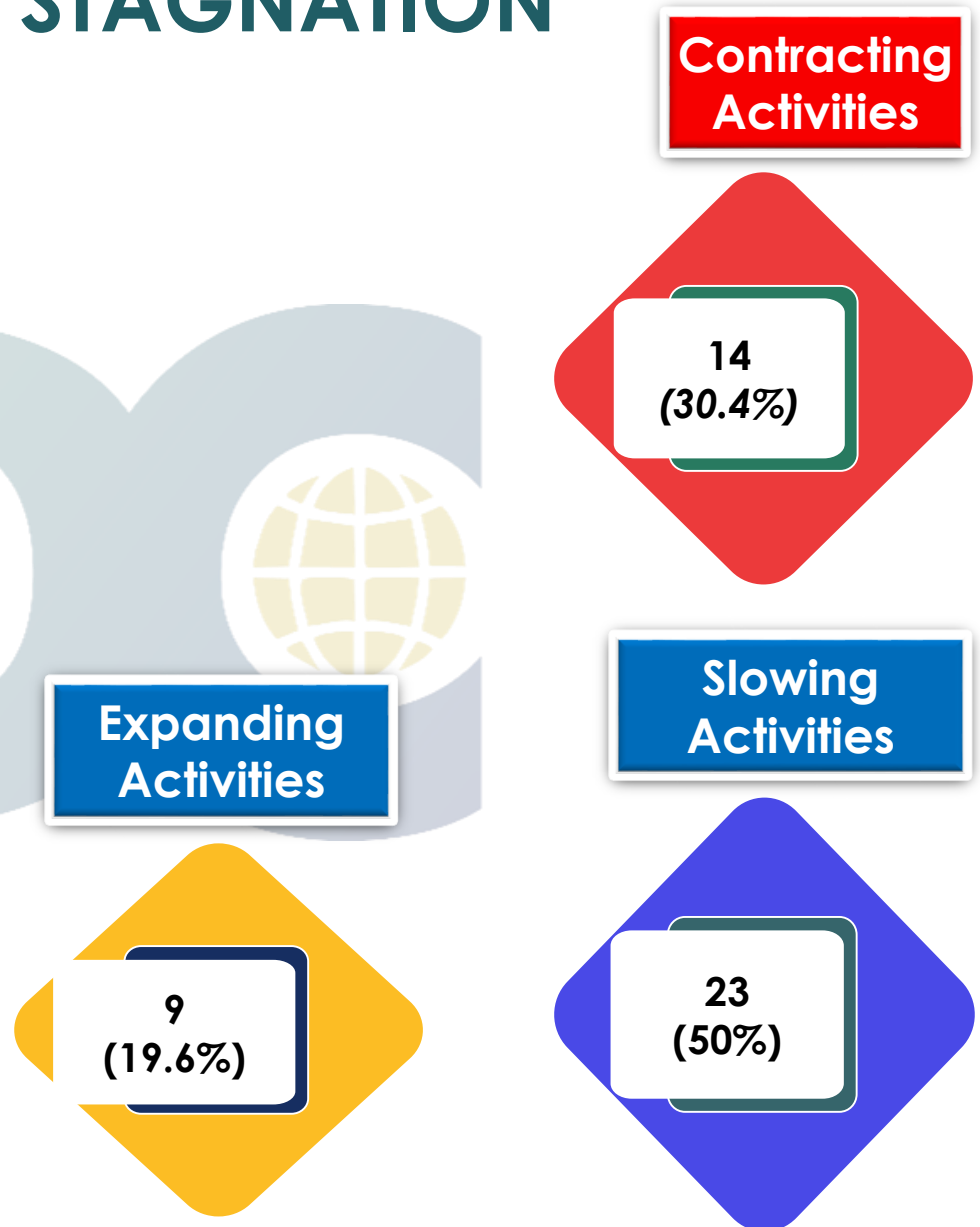 STAGNATION
Contracting
Activities
14
(30.4%)
Expanding
Activities
9
(19.6%)
Slowing
Activities
23
(50%)